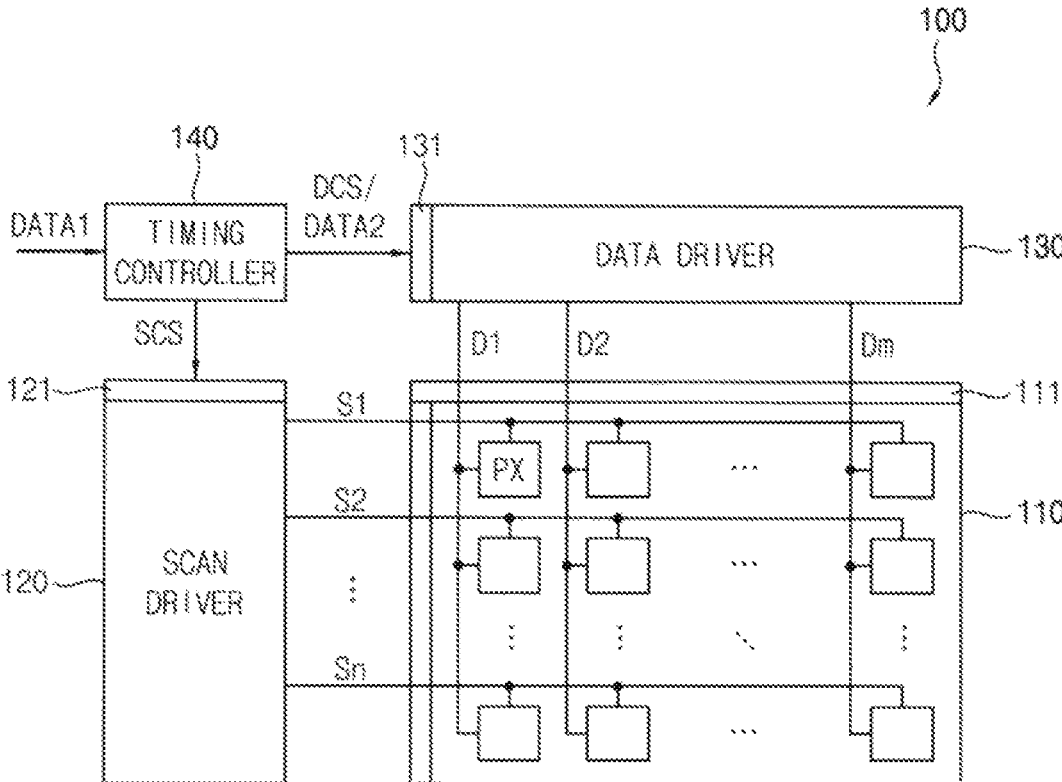 100
140
131
DCS/
DATA1
DATA2
TIMING
CONTROLLER
DATA DRIVER
130
SCS
D1
D2
Dm
121
111
S1
PX
...
S2
110
...
120
SCAN
DRIVER
Sn
...